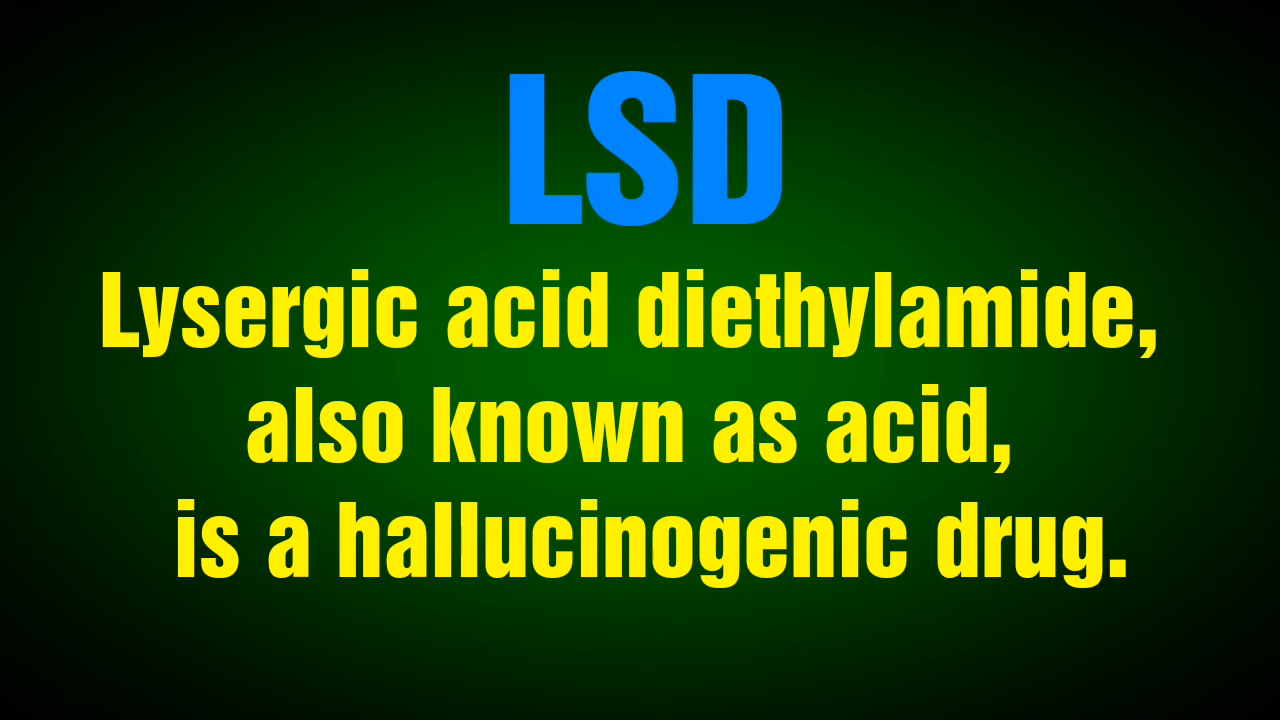 LSD
Lysergic acid diethylamide,
also known as acid,
is a hallucinogenic drug.